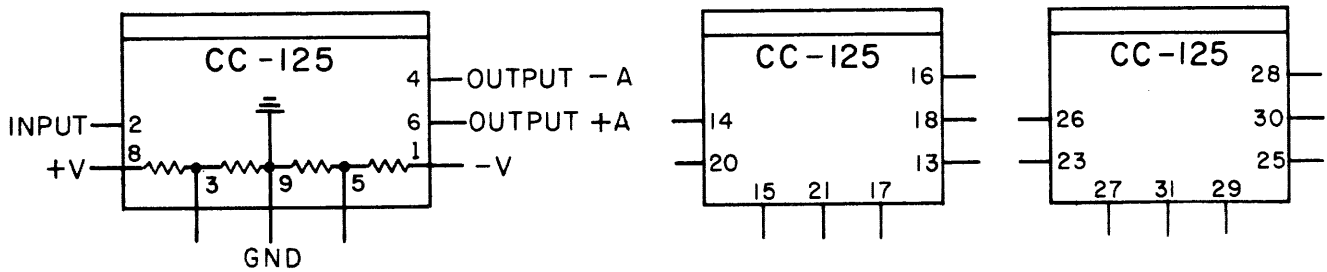 CC-125
4 OUTPUT -A
INPUT 2
6 OUTPUT +A
+V 8
1 -V
3 9 5
GND
CC-125
16
14
18
20
13
15 21 17
CC-125
28
26
30
23
25
27 31 29